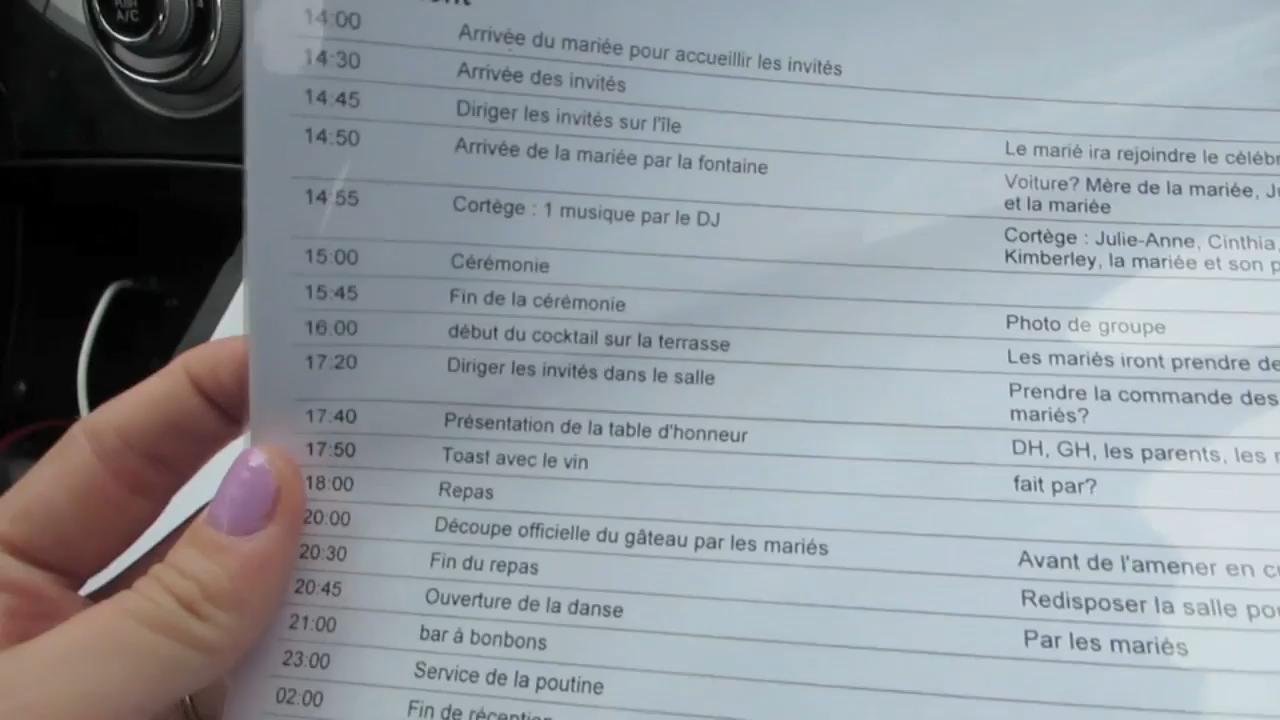 A/C
14:00 Arrivée du mariée pour accueillir les invités
14:30 Arrivée des invités
14:45 Diriger les invités sur l'île
14:50 Arrivée de la mariée par la fontaine Le marié ira rejoindre le
14:55 Cortège : 1 musique par le DJ Voiture? Mère de la mariée,
et la mariée
15:00 Cérémonie Cortège : Julie-Anne, Cinthia,
Kimberley, la mariée et son
15:45 Fin de la cérémonie
16:00 début du cocktail sur la terrasse Photo de groupe
17:20 Diriger les invités dans le salle Les mariés iront prendre
Prendre la commande des
mariés?
17:40 Présentation de la table d'honneur DH, GH, les parents, les
17:50 Toast avec le vin fait par?
18:00 Repas
20:00 Découpe officielle du gâteau par les mariés Avant de l'amener en
20:30 Fin du repas Redisposer la salle
20:45 Ouverture de la danse Par les mariés
21:00 bar à bonbons
23:00 Service de la poutine
02:00 Fin de